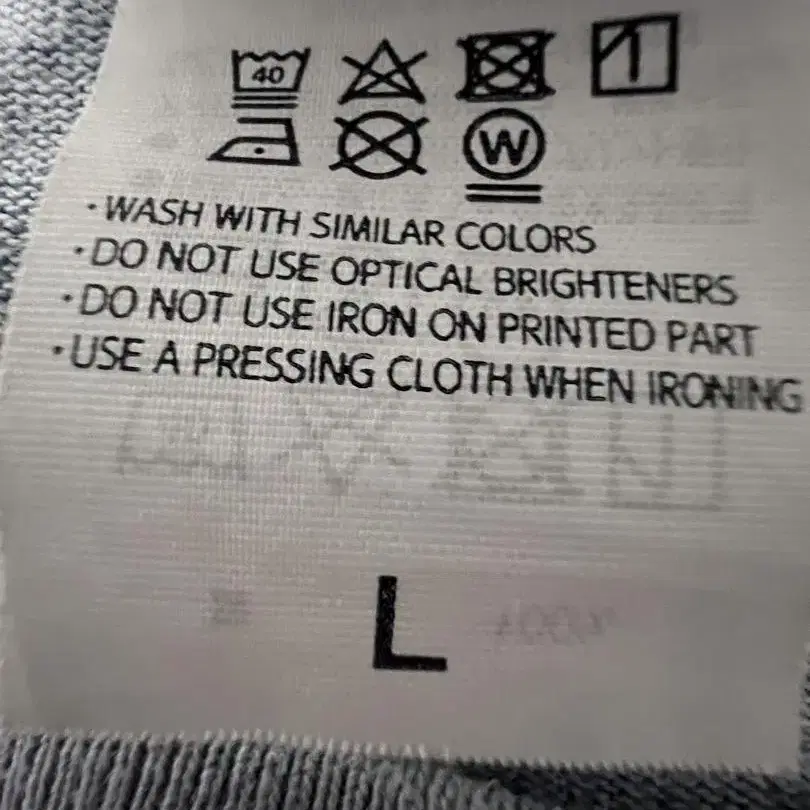 40
W
·WASH WITH SIMILAR COLORS
·DO NOT USE OPTICAL BRIGHTENERS
·DO NOT USE IRON ON PRINTED PART
·USE A PRESSING CLOTH WHEN IRONING
L